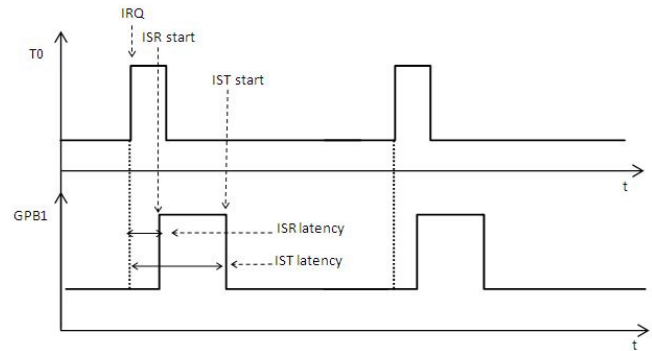 IRQ
ISR start
T0
IST start
t
GPB1
ISR latency
IST latency
t